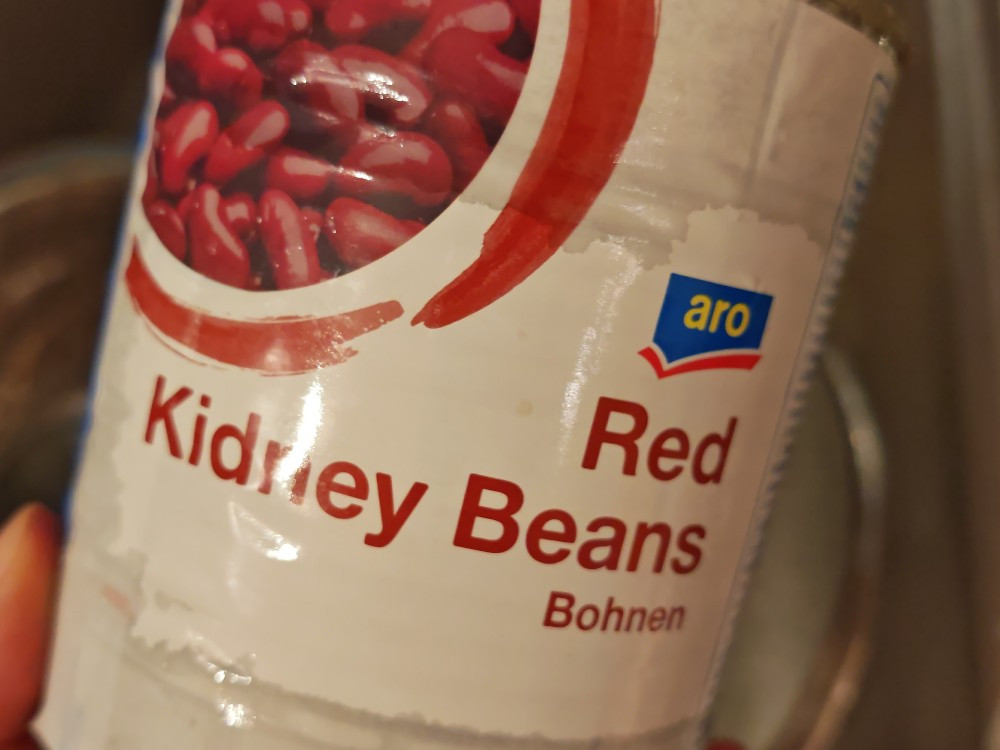 aro
Red
Kidney Beans
Bohnen